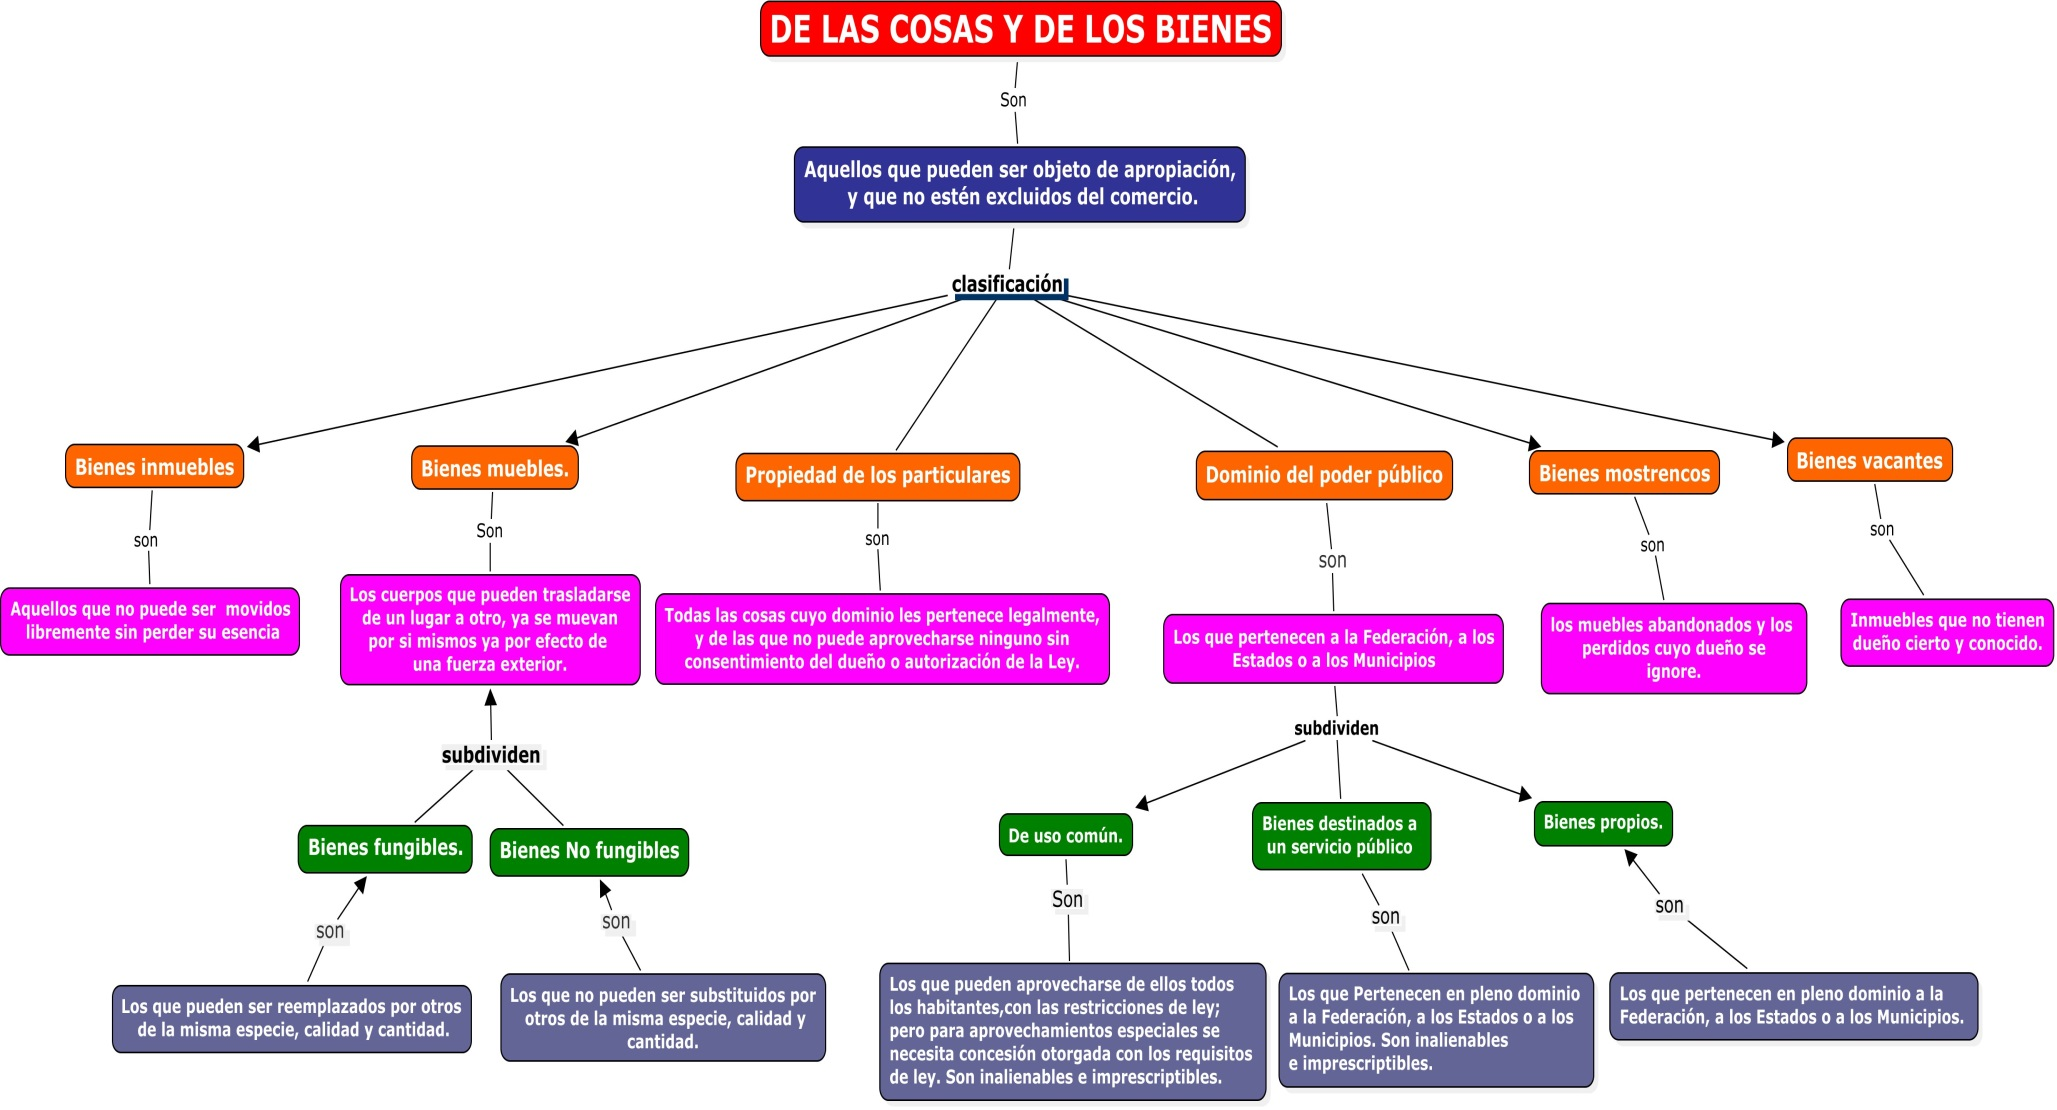 DE LAS COSAS Y DE LOS BIENES
Son
Aquellos que pueden ser objeto de apropiación,
y que no estén excluidos del comercio.
clasificación
Bienes inmuebles
Bienes muebles.
Propiedad de los particulares
Dominio del poder público
Bienes mostrencos
Bienes vacantes
son
Son
son
son
son
son
Aquellos que no puede ser movidos
libremente sin perder su esencia
Los cuerpos que pueden trasladarse
de un lugar a otro, ya se muevan
por si mismos ya por efecto de
una fuerza exterior.
Todas las cosas cuyo dominio les pertenece legalmente,
y de las que no puede aprovecharse ninguno sin
consentimiento del dueño o autorización de la Ley.
Los que pertenecen a la Federación, a los
Estados o a los Municipios
los muebles abandonados y los
perdidos cuyo dueño se
ignore.
Inmuebles que no tienen
dueño cierto y conocido.
subdividen
subdividen
Bienes fungibles.
Bienes No fungibles
De uso común.
Bienes destinados a
un servicio público
Bienes propios.
son
son
Son
son
son
Los que pueden ser reemplazados por otros
de la misma especie, calidad y cantidad.
Los que no pueden ser substituidos por
otros de la misma especie, calidad y
cantidad.
Los que pueden aprovecharse de ellos todos
los habitantes,con las restricciones de ley;
pero para aprovechamientos especiales se
necesita concesión otorgada con los requisitos
de ley. Son inalienables e imprescriptibles.
Los que Pertenecen en pleno dominio
a la Federación, a los Estados o a los
Municipios. Son inalienables
e imprescriptibles.
Los que pertenecen en pleno dominio a la
Federación, a los Estados o a los Municipios.